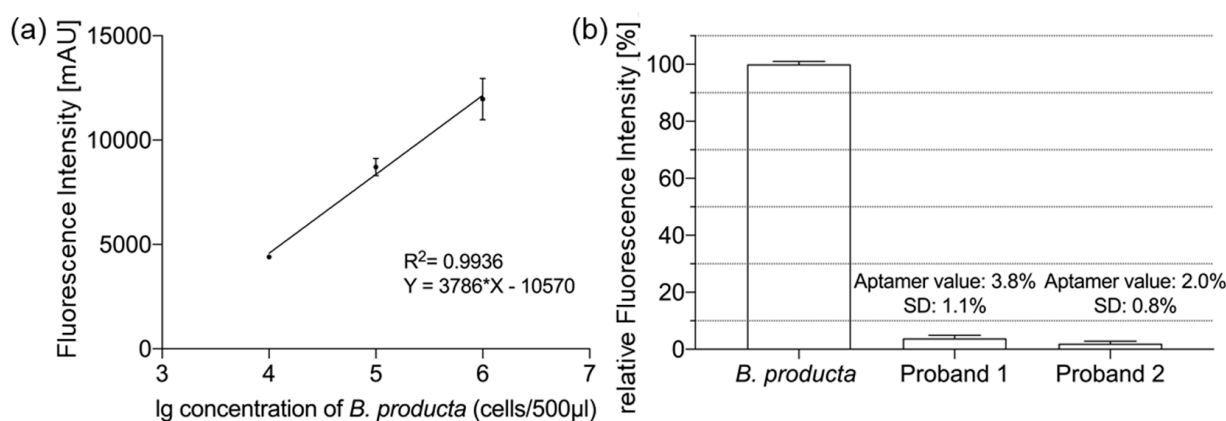 (a)
Fluorescence Intensity [mAU]
15000
10000
5000
0
R²= 0.9936
Y = 3786*X - 10570
3 4 5 6 7
lg concentration of B. producta (cells/500µl)
(b)
relative Fluorescence Intensity [%]
100
80
60
40
20
0
Aptamer value: 3.8% Aptamer value: 2.0%
SD: 1.1% SD: 0.8%
B. producta Proband 1 Proband 2